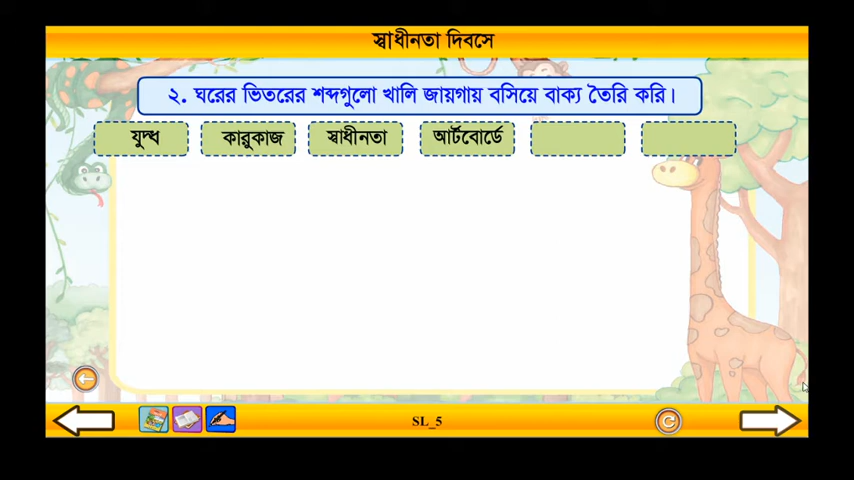 স্বাধীনতা দিবসে
২. ঘরের ভিতরের শব্দগুলো খালি জায়গায় বসিয়ে বাক্য তৈরি করি।
যুদ্ধ কারুকাজ স্বাধীনতা আর্টবোর্ডে
SL_5